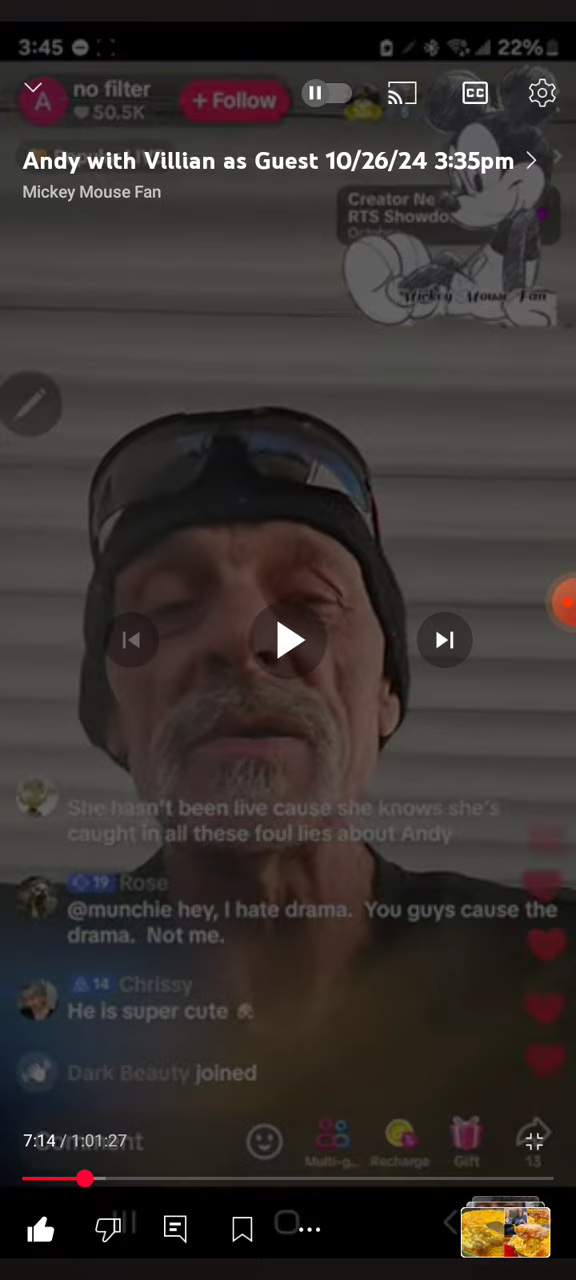 3:45
22%
A
no filter
50.5K
+ Follow
CC
Andy with Villian as Guest 10/26/24 3:35pm
Mickey Mouse Fan
Creator Ne
RTS Showdo
October
Mickey Mouse Fan
She hasn't been live cause she knows she's
caught in all these foul lies about Andy
19 Rose
@munchie hey, I hate drama. You guys cause the
drama. Not me.
14 Chrissy
He is super cute
Dark Beauty joined
7:14 / 1:01:27
Multi-g... Recharge Gift 13